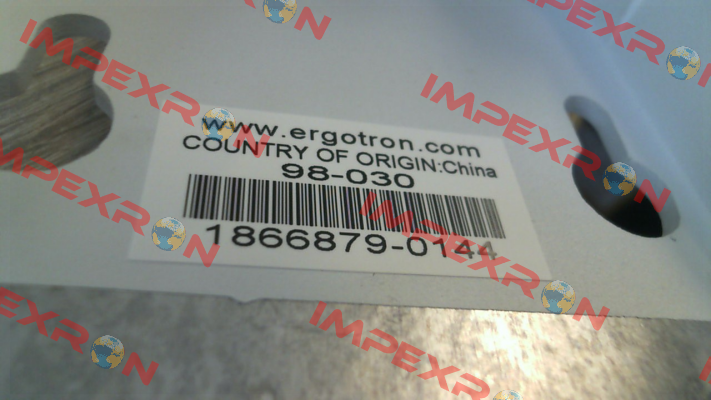 www.ergotron.com
COUNTRY OF ORIGIN:China
98-030
1866879-0144
IMPEXRON
IMPEXRON
IMPEXRON
IMPEXRON
IMPEXRON
IMPEXRON
IMPEXRON